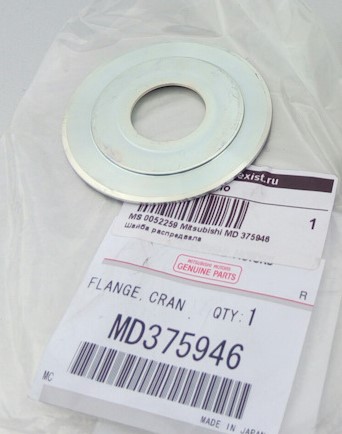 exist.ru
MS 0052259 Mitsubishi MD 375946
Шайба распредвала
1
MITSUBISHI MOTORS
GENUINE PARTS
R
FLANGE, CRAN
QTY: 1
MD375946
MC
MADE IN JAPAN